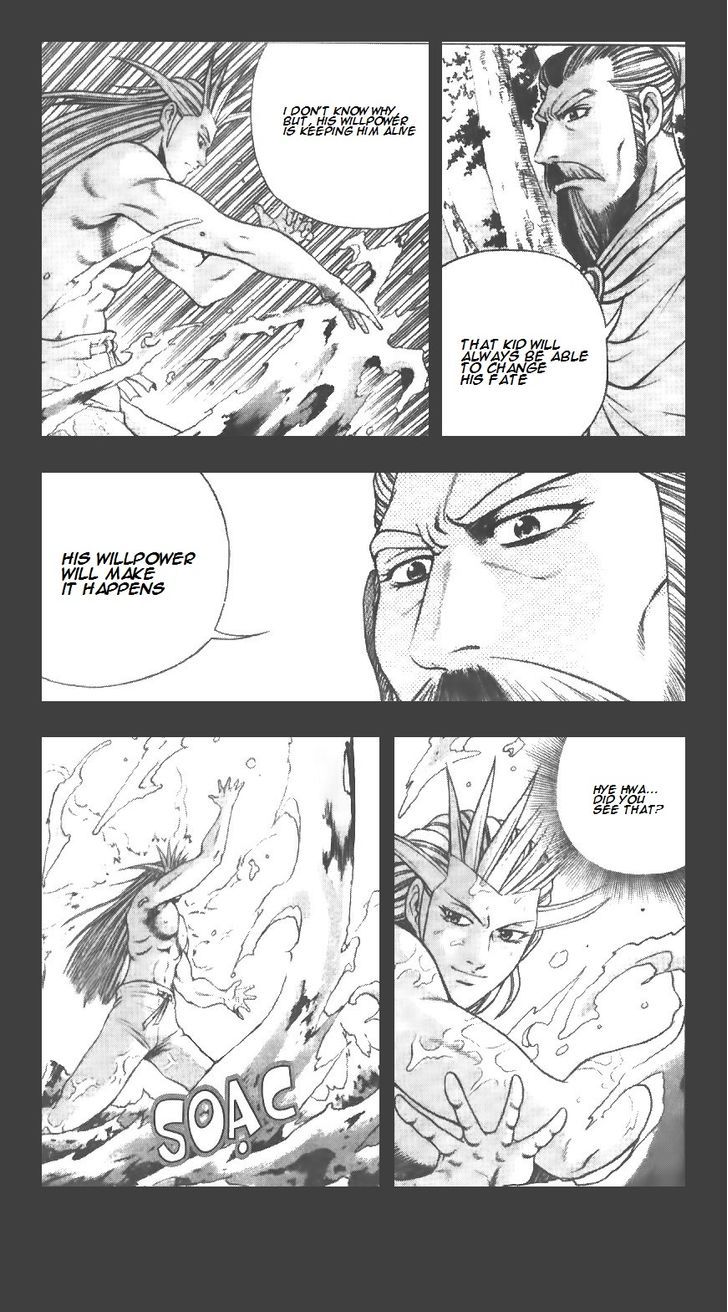 I DON'T KNOW WHY,
BUT , HIS WILLPOWER
IS KEEPING HIM ALIVE
THAT KID WILL
ALWAYS BE ABLE
TO CHANGE
HIS FATE
HIS WILLPOWER
WILL MAKE
IT HAPPENS
HYE HWA...
DID YOU
SEE THAT?
SOẠC